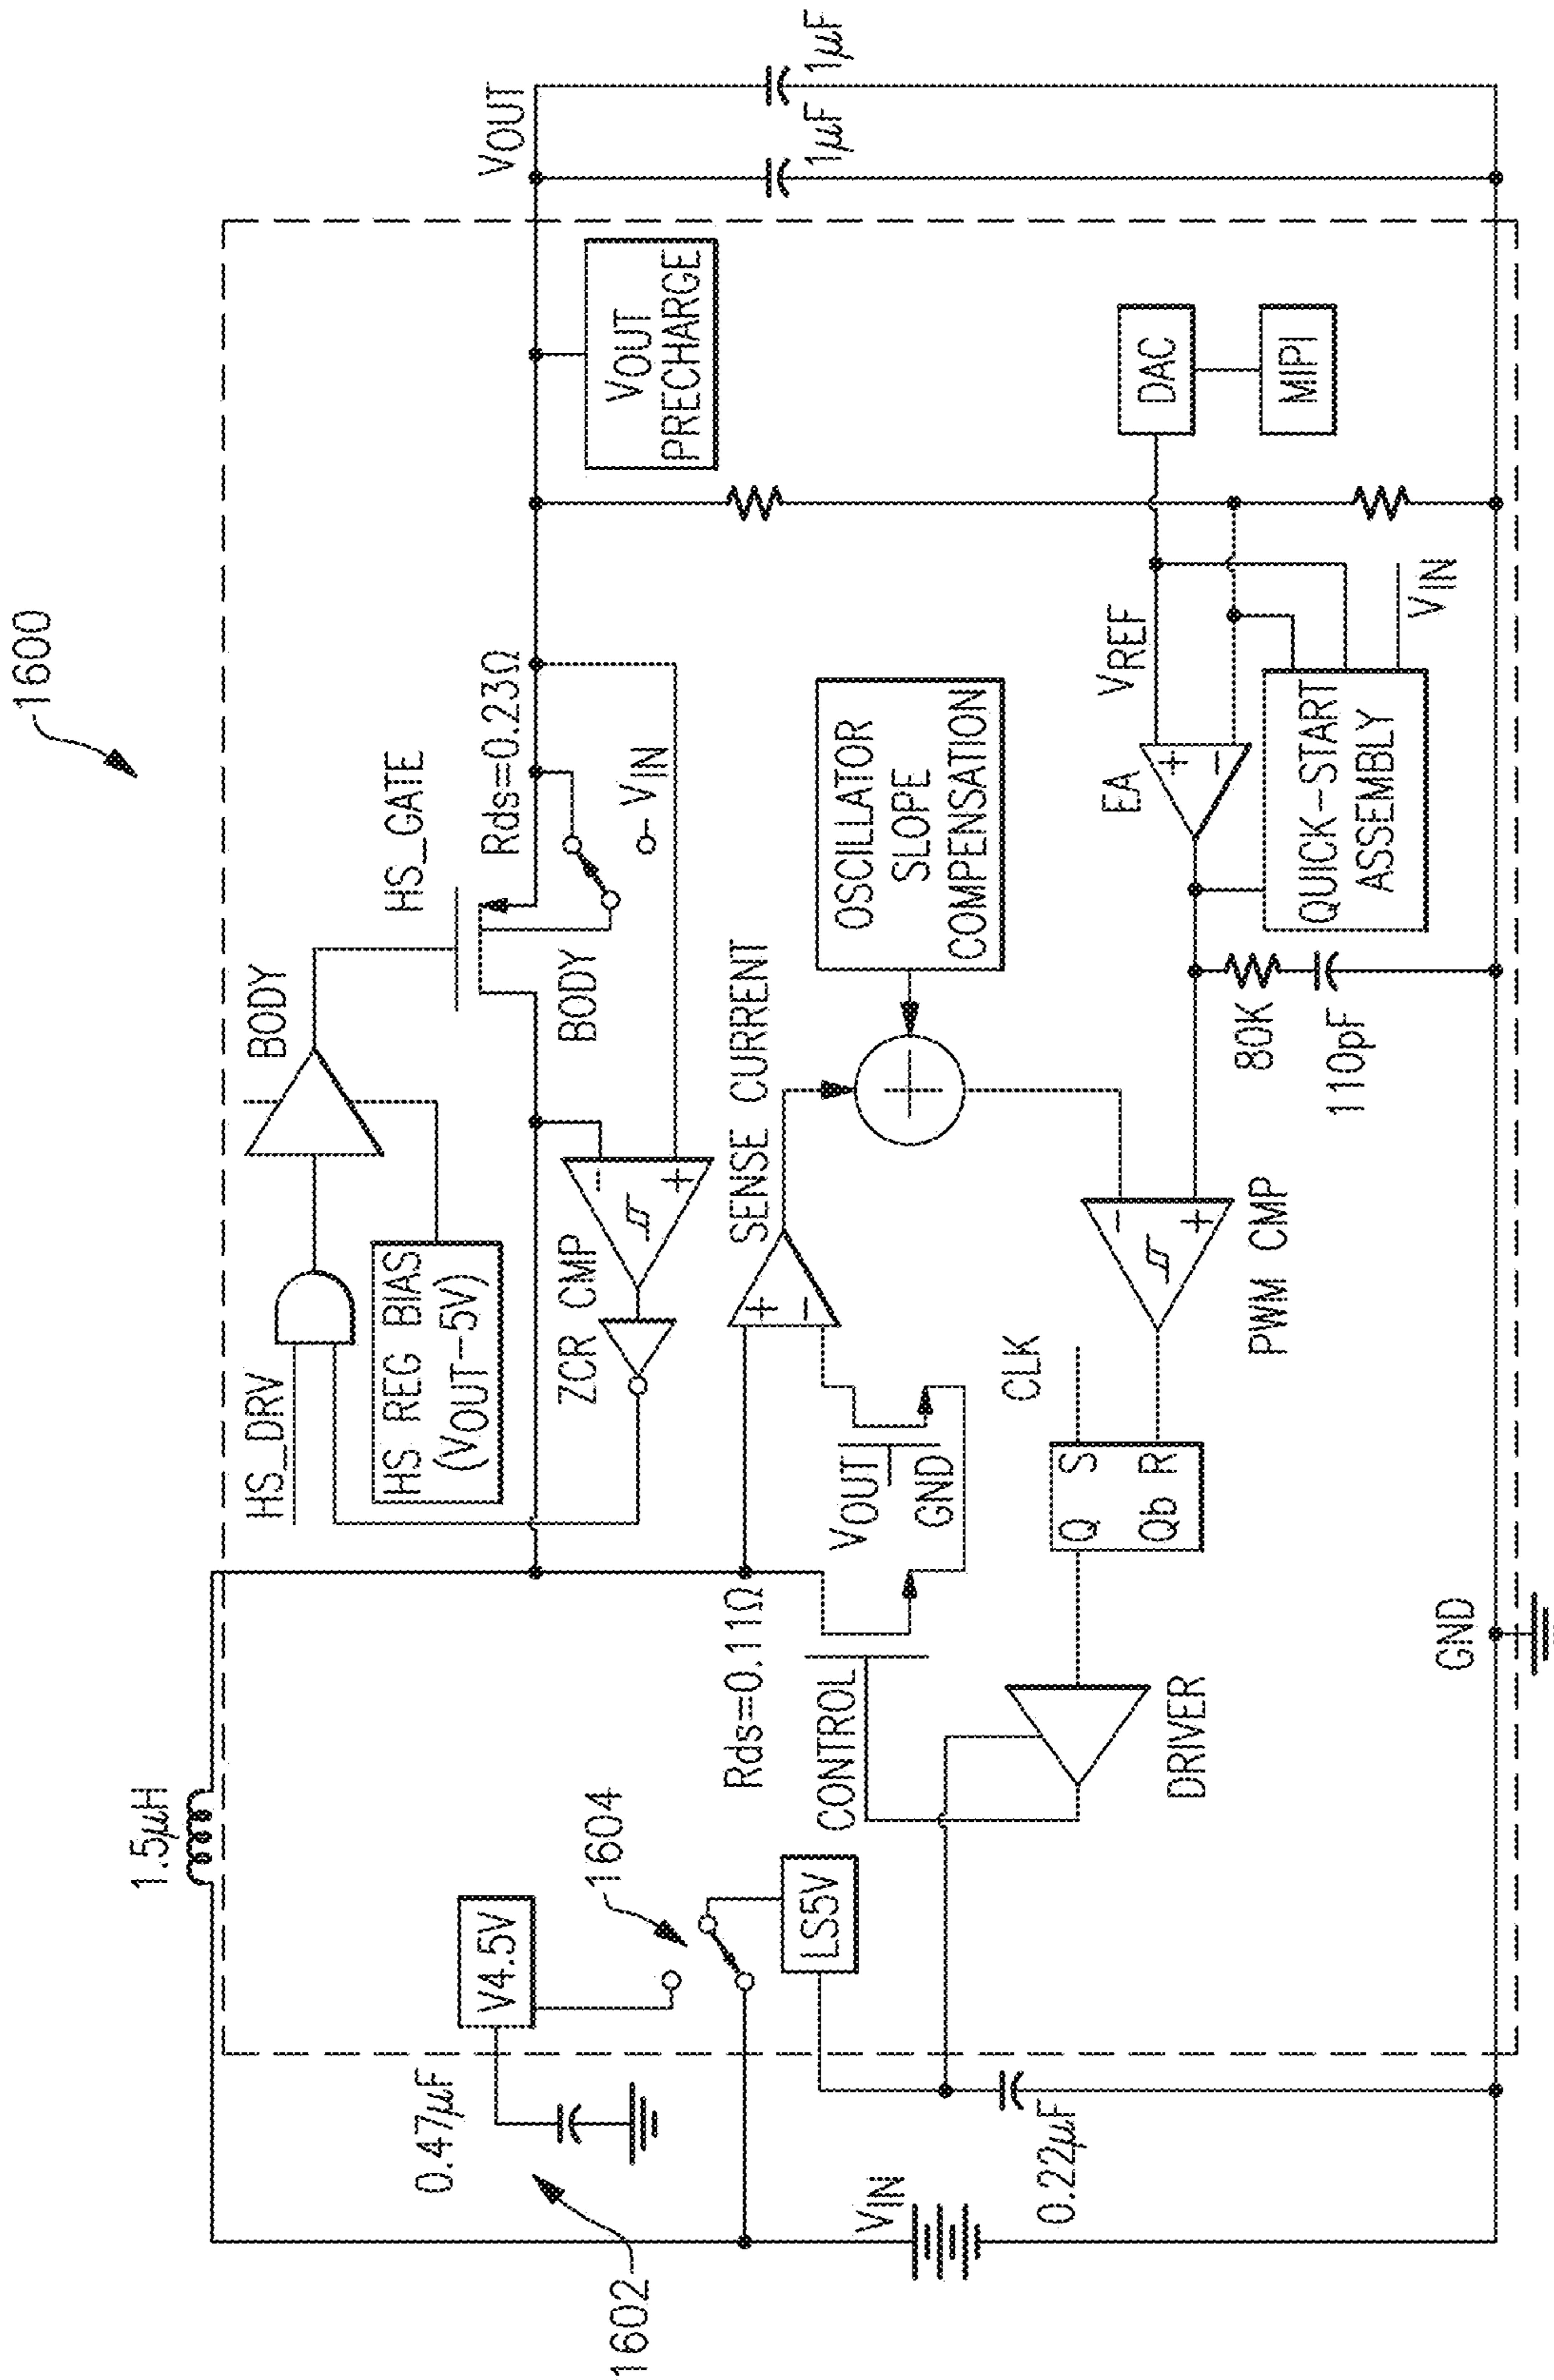 1600
1.5μH
1602
0.47μF
V4.5V
1604
HS_DRV
BODY
HS REG BIAS
(VOUT–5V)
HS_GATE
Rds=0.23Ω
VOUT
VOUT
PRECHARGE
BODY
VIN
ZCR CMP
–
+
1μF
1μF
VIN
LS5V
Rds=0.11Ω
CONTROL
VOUT
GND
+
–
SENSE CURRENT
OSCILLATOR
SLOPE
COMPENSATION
0.22μF
DRIVER
Q S
Qb R
CLK
–
+
PWM CMP
80K
110pF
EA
+
–
VREF
DAC
MIPI
QUICK–START
ASSEMBLY
VIN
GND